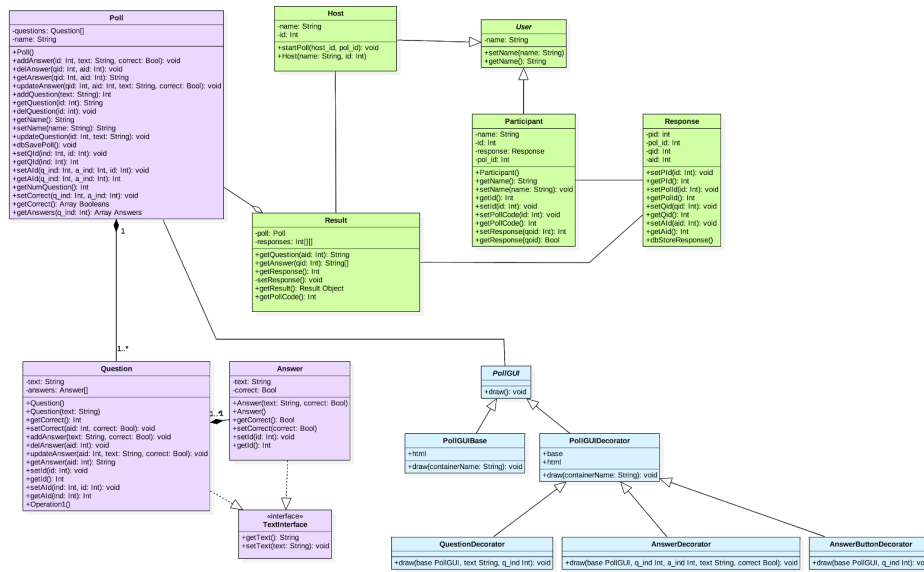 Poll
-questions: Question[]
-name: String
+Poll()
+addAnswer(id: Int, text: String, correct: Bool): void
+delAnswer(qid: Int, aid: Int): void
+getAnswer(qid: Int, aid: Int): String
+updateAnswer(qid: Int, aid: Int, text: String, correct: Bool): void
+addQuestion(text: String): Int
+getQuestion(id: Int): String
+delQuestion(id: int): void
+getName(): String
+setName(name: String): String
+updateQuestion(id: Int, text: String): void
+dbSavePoll(): void
+setQId(ind: Int, id: Int): void
+getQId(ind: Int): Int
+setAId(q_ind: Int, a_ind: Int, id: Int): void
+getAId(q_ind: Int, a_ind: Int): Int
+getNumQuestion(): Int
+setCorrect(q_ind: Int, a_ind: Int): void
+getCorrect(): Array Booleans
+getAnswers(q_ind: Int): Array Answers
Host
-name: String
-id: Int
+startPoll(host_id, pol_id): void
+Host(name: String, id: Int)
User
-name: String
+setName(name: String)
+getName(): String
Participant
-name: String
-id: Int
-response: Response
-pol_id: Int
+Participant()
+getName(): String
+setName(name: String): void
+getId(): Int
+setId(id: Int): void
+setPollCode(id: Int): void
+getPollCode(): Int
+setResponse(qoid: Int): Int
+getResponse(qoid): Bool
Response
-pid: int
-pol_id: Int
-qid: Int
-aid: Int
+setPId(id: Int): void
+getPId(): Int
+setPollId(id: Int): void
+getPolId(): Int
+setQid(qid: Int): void
+getQid(): Int
+setAid(aid: Int): void
+getAid(): Int
+dbStoreResponse()
Result
-poll: Poll
-responses: Int[][]
+getQuestion(aid: Int): String
+getAnswer(qid: Int): String[]
+getResponse(): Int
-setResponse(): void
+getResult(): Result Object
+getPollCode(): Int
1
1..*
Question
-text: String
-answers: Answer[]
+Question()
+Question(text: String)
+getCorrect(): Int
+setCorrect(aid: Int, correct: Bool): void
+addAnswer(text: String, correct: Bool): void
+delAnswer(aid: Int): void
+updateAnswer(aid: Int, text: String, correct: Bool): void
+getAnswer(aid: Int): String
+setId(id: Int): void
+getId(): Int
+setAId(ind: Int, id: Int): void
+getAId(ind: Int): Int
+Operation1()
Answer
-text: String
-correct: Bool
+Answer(text: String, correct: Bool)
+Answer()
+getCorrect(): Bool
+setCorrect(correct: Bool)
+setId(id: Int): void
+getId(): Int
«interface»
TextInterface
+getText(): String
+setText(text: String): void
PollGUI
+draw(): void
PollGUIBase
+html
+draw(containerName: String): void
PollGUIDecorator
+base
+html
+draw(containerName: String): void
QuestionDecorator
+draw(base PollGUI, text String, q_ind Int): void
AnswerDecorator
+draw(base PollGUI, q_ind Int, a_ind Int, text String, correct Bool): void
AnswerButtonDecorator
+draw(base PollGUI, q_ind Int):